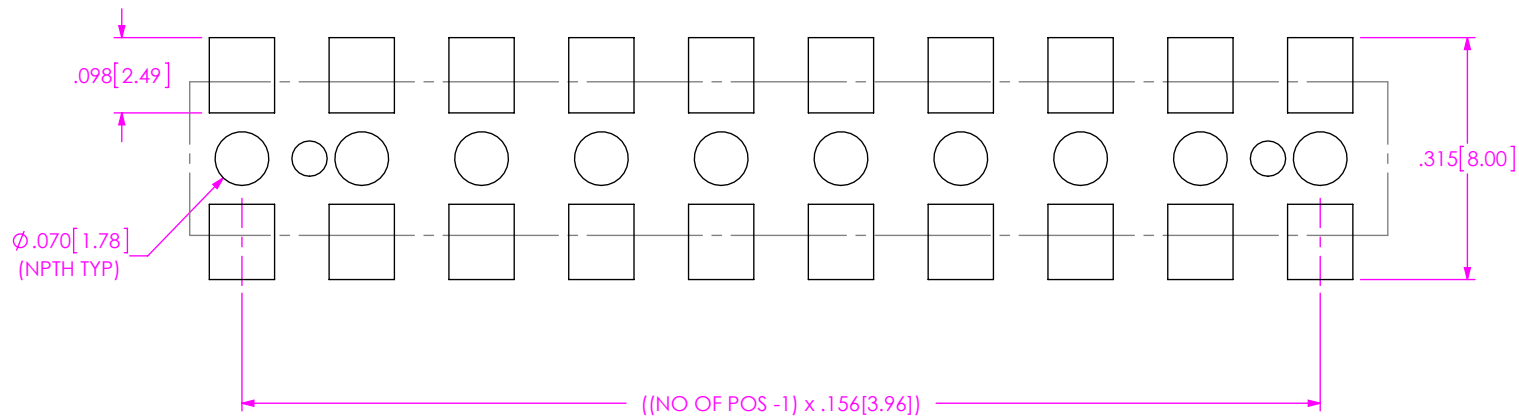 .098[2.49]
.315[8.00]
Ø.070[1.78]
(NPTH TYP)
((NO OF POS -1) x .156[3.96])